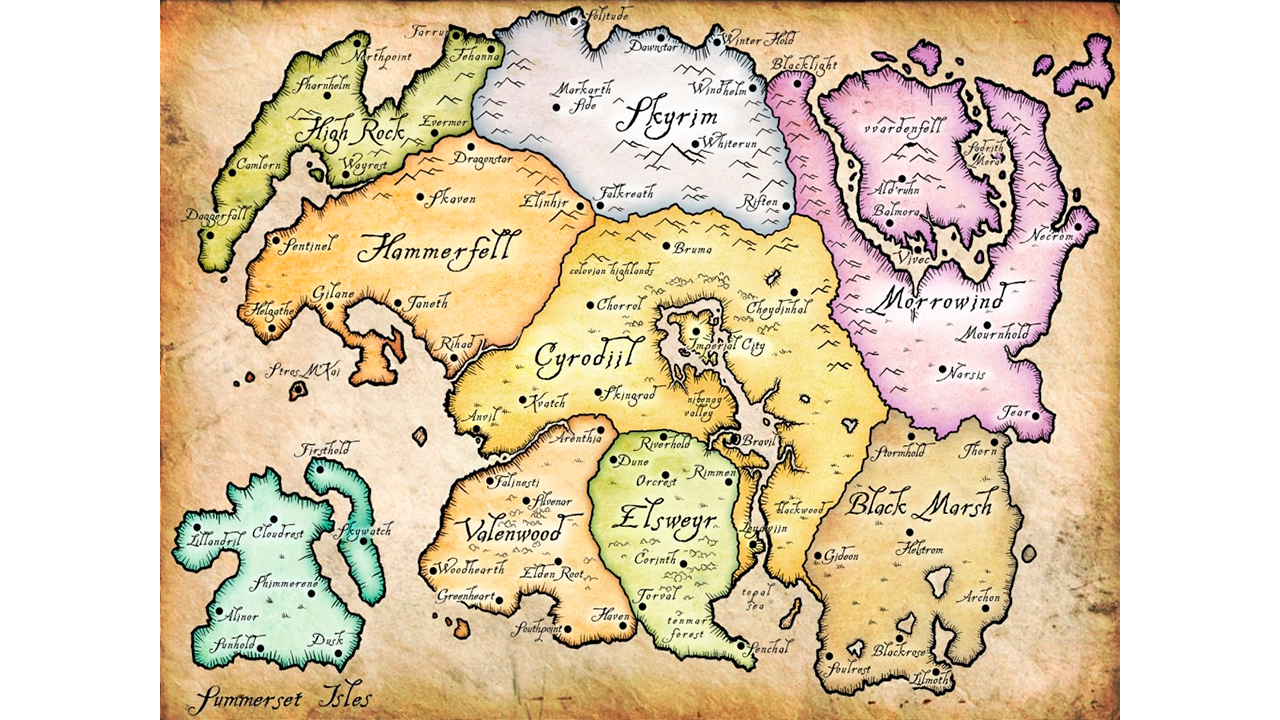 Solitude
Farrun
Jehanna
Northpoint
Dawnstar
Winter Hold
Blacklight
Pharnhelm
Markarth
Side
Windhelm
Skyrim
High Rock
Evermor
vvardenfell
Whiterun
Sadrith
Mora
Camlorn
Wayrest
Dragonstar
Ald'ruhn
Skaven
Elinhir
Falkreath
Riften
Balmora
Daggerfall
Sentinel
Hammerfell
Bruma
Necrom
Vivec
colovian highlands
Gilane
Taneth
Chorrol
Cheydinhal
Morrowind
Helgathe
Mournhold
Rihad
Cyrodiil
Imperial City
Stros M'Kai
Narsis
Kvatch
Skingrad
nibenay
valley
Anvil
Tear
Arenthia
Riverhold
Bravil
Stormhold
Thorn
Firsthold
Dune
Orcrest
Rimmen
Falinesti
Silvenar
Black Marsh
blackwood
Elsweyr
Valenwood
Cloudrest
Skywatch
Lillandril
Leyawiin
Helstrom
Gideon
Corinth
Woodhearth
Elden Root
Shimmerene
Greenheart
Torval
topal
sea
Archon
Alinor
Haven
tenmar
forest
Southpoint
Sunhold
Dusk
Senchal
Blackrose
Soulrest
Lilmoth
Summerset Isles